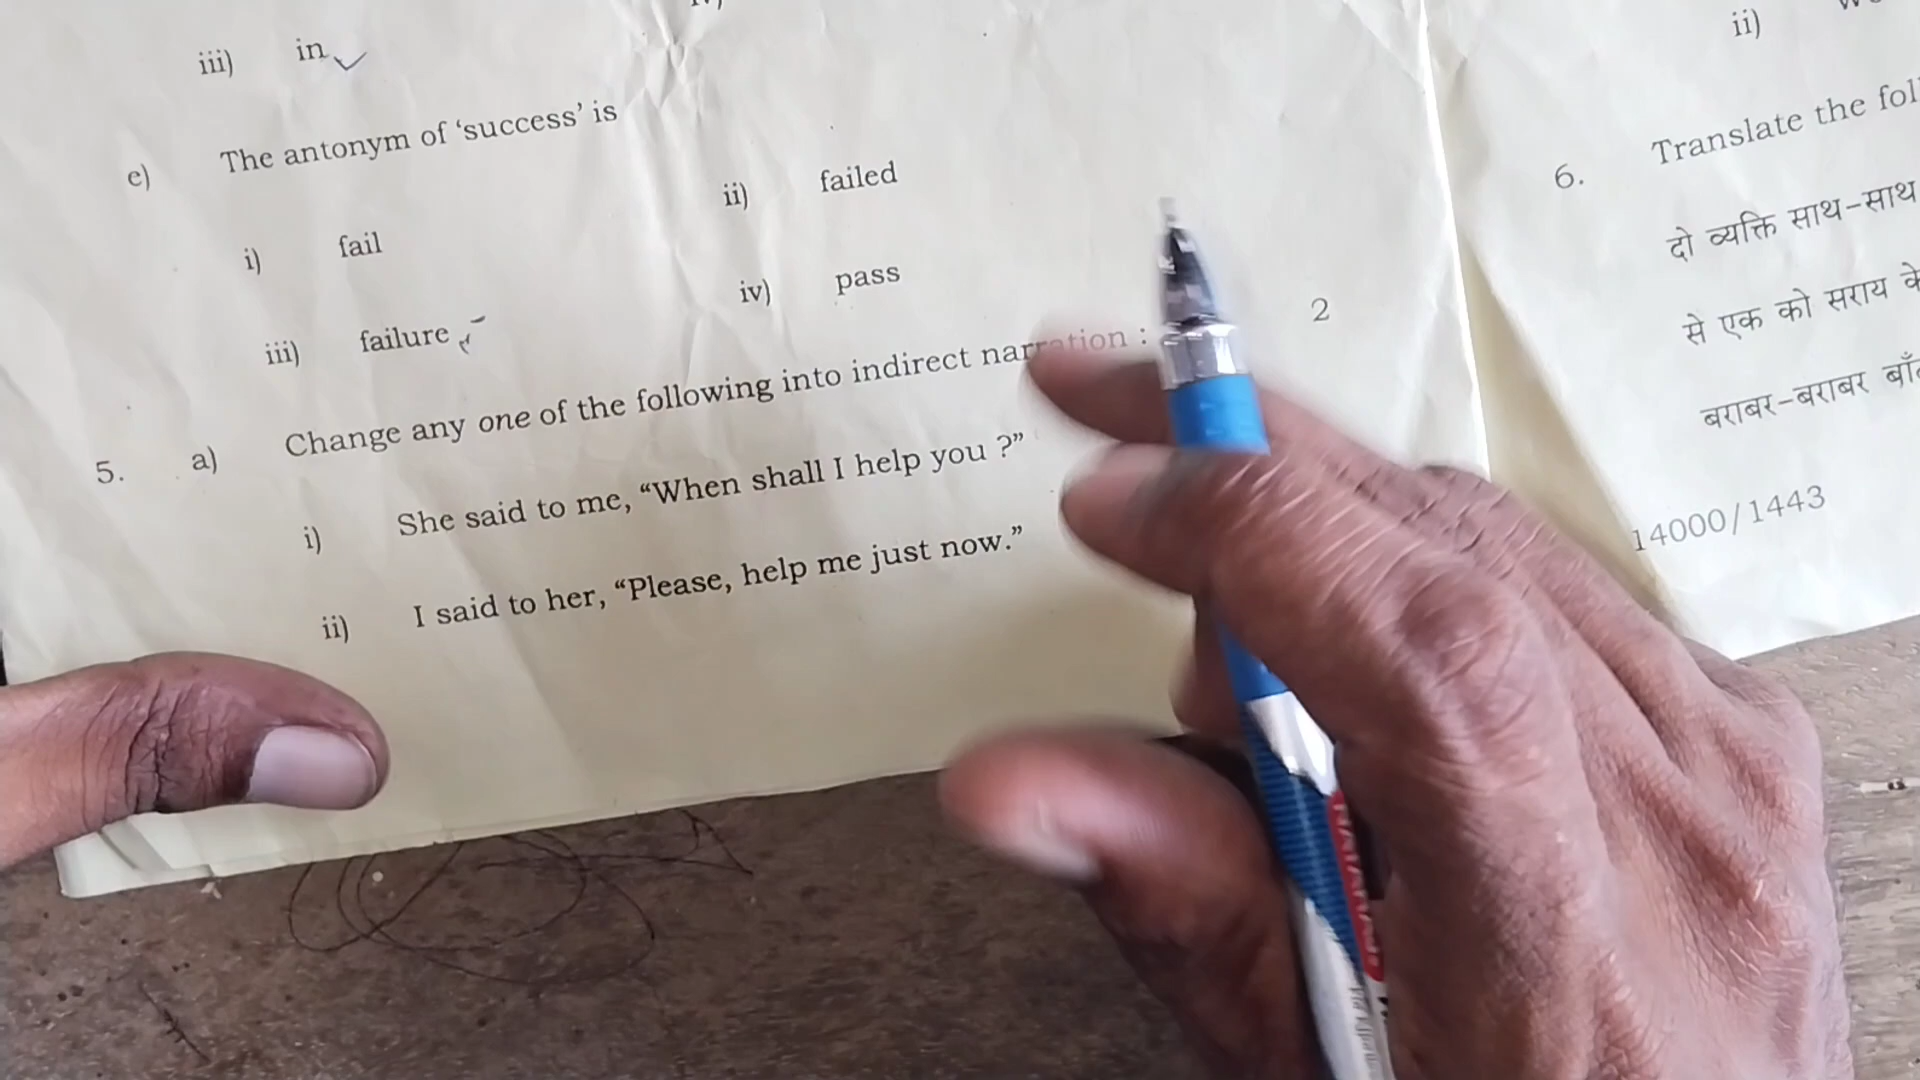 iii) in
e) The antonym of ‘success’ is
i) fail
ii) failed
iii) failure
iv) pass
5. a) Change any one of the following into indirect narration : 2
i) She said to me, “When shall I help you ?”
ii) I said to her, “Please, help me just now.”
ii)
6. Translate the
दो व्यक्ति साथ-साथ
से एक को सराय
बराबर-बराबर
14000/1443